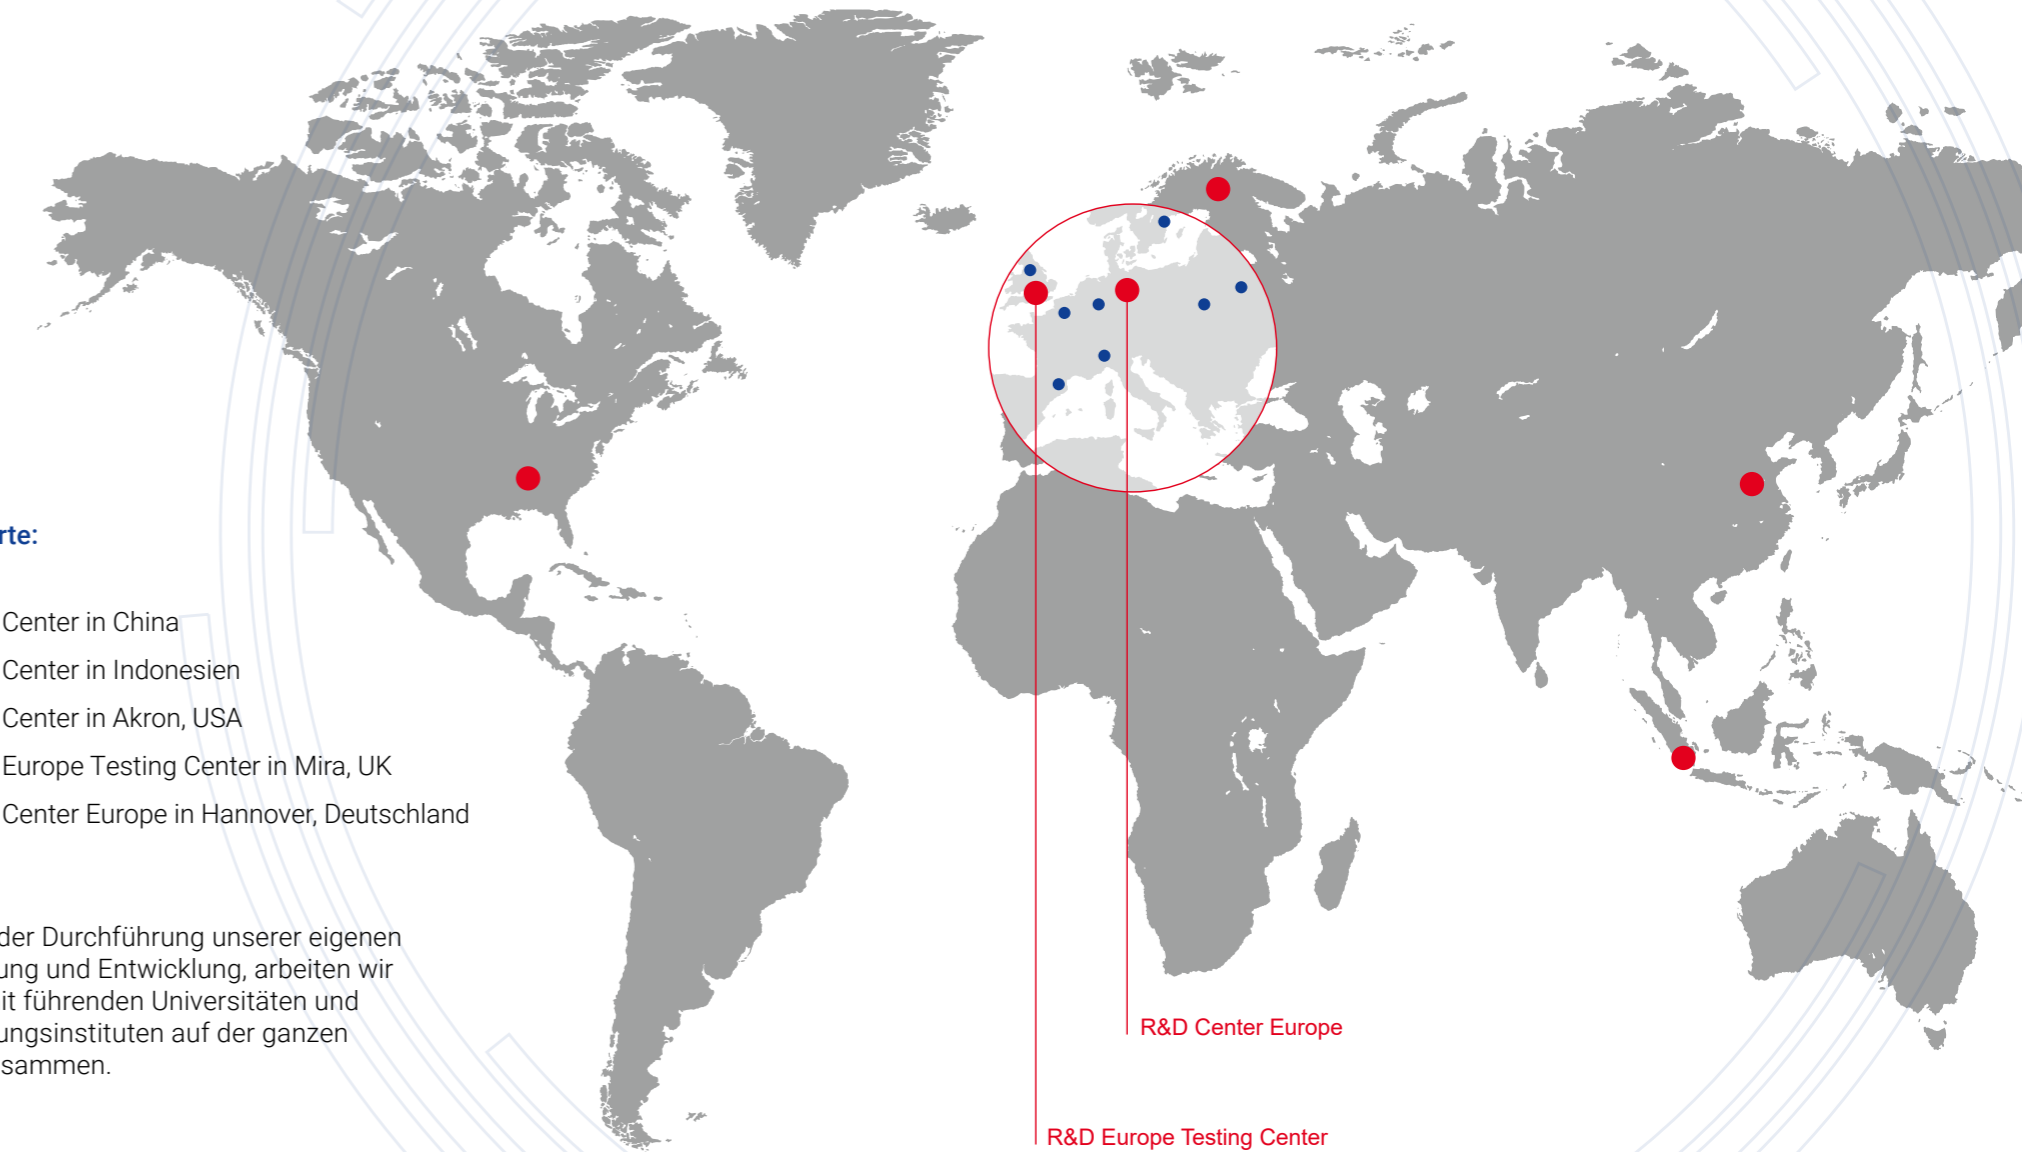 rte:
Center in China
Center in Indonesien
Center in Akron, USA
Europe Testing Center in Mira, UK
Center Europe in Hannover, Deutschland
der Durchführung unserer eigenen
ung und Entwicklung, arbeiten wir
it führenden Universitäten und
ungsinstituten auf der ganzen
sammen.
R&D Center Europe
R&D Europe Testing Center